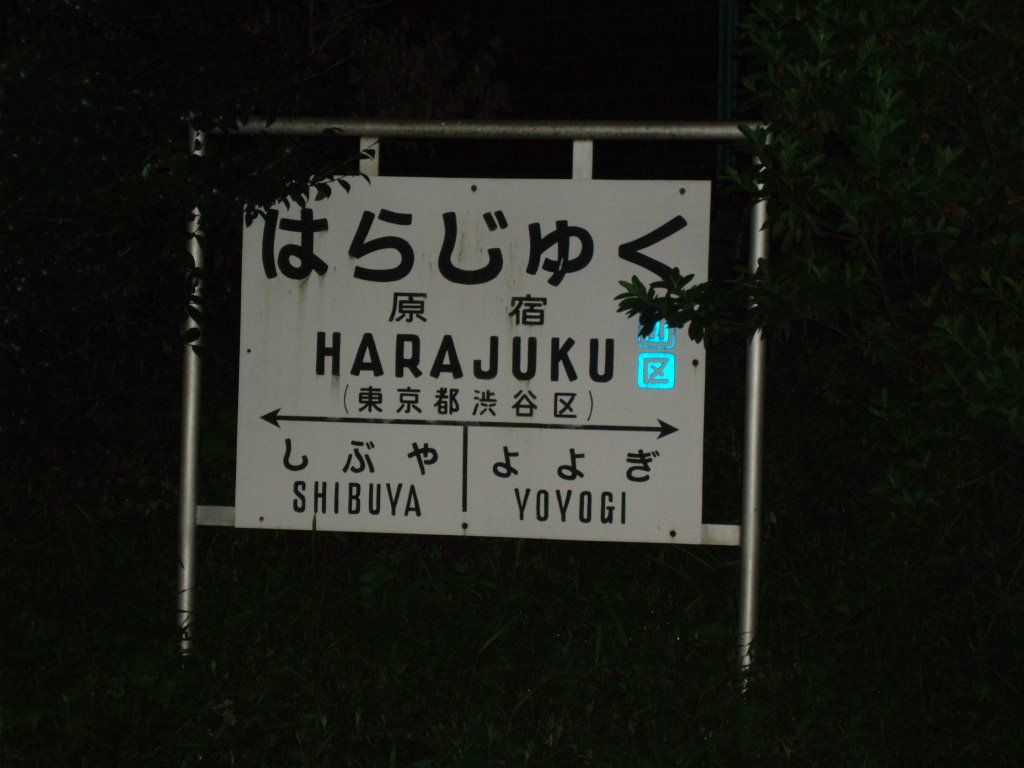 はらじゅく
原宿
HARAJUKU
山
区
(東京都渋谷区)
しぶや よよぎ
SHIBUYA YOYOGI